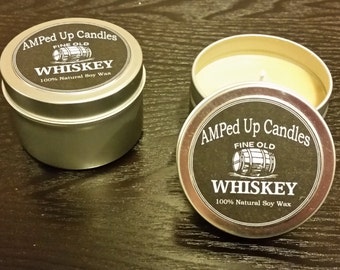 AMPed Up Candles
FINE OLD
WHISKEY
100% Natural Soy Wax
AMPed Up Candles
FINE OLD
WHISKEY
100% Natural Soy Wax